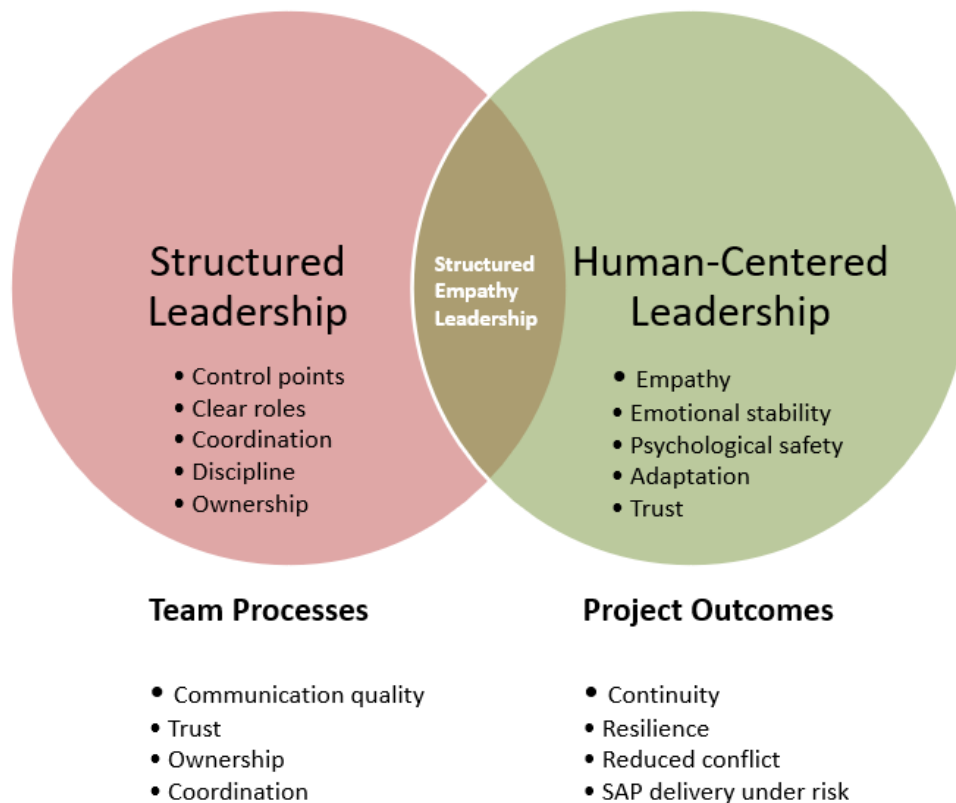 Structured
Leadership
• Control points
• Clear roles
• Coordination
• Discipline
• Ownership
Structured
Empathy
Leadership
Human-Centered
Leadership
• Empathy
• Emotional stability
• Psychological safety
• Adaptation
• Trust
Team Processes
• Communication quality
• Trust
• Ownership
• Coordination
Project Outcomes
• Continuity
• Resilience
• Reduced conflict
• SAP delivery under risk